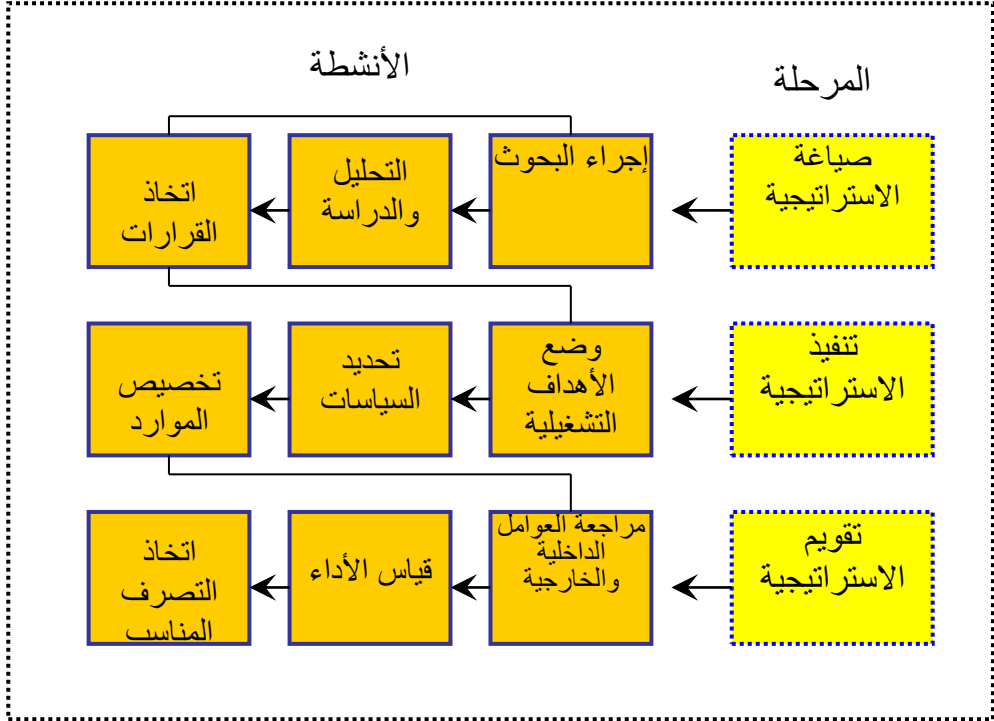 المرحلة
الأنشطة
صياغة
الاستراتيجية
إجراء البحوث
التحليل
والدراسة
اتخاذ
القرارات
تنفيذ
الاستراتيجية
وضع
الأهداف
التشغيلية
تحديد
السياسات
تخصيص
الموارد
تقويم
الاستراتيجية
مراجعة العوامل
الداخلية
والخارجية
قياس الأداء
اتخاذ
التصرف
المناسب